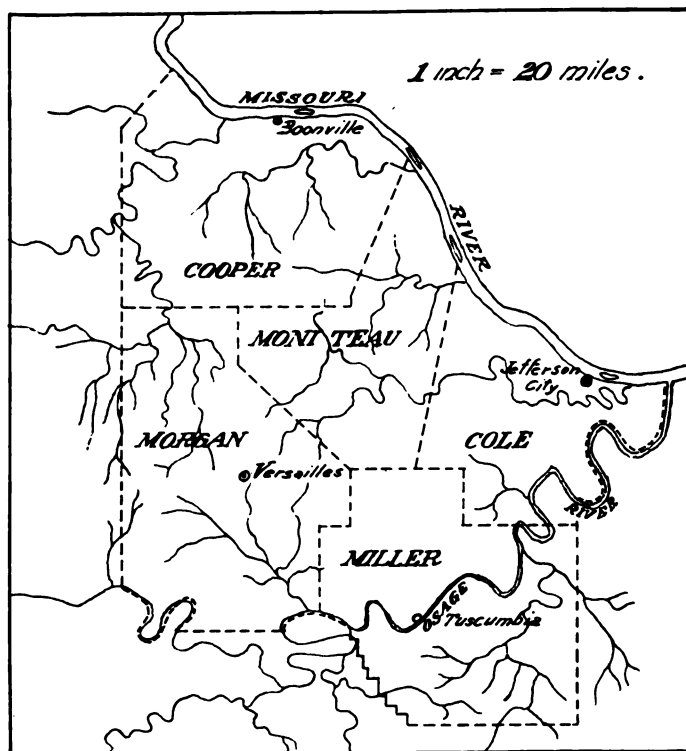 1 inch = 20 miles.
MISSOURI
Boonville
RIVER
COOPER
MONITEAU
Jefferson
City
MORGAN
COLE
Versailles
RIVER
MILLER
OSAGE
Tuscumbia